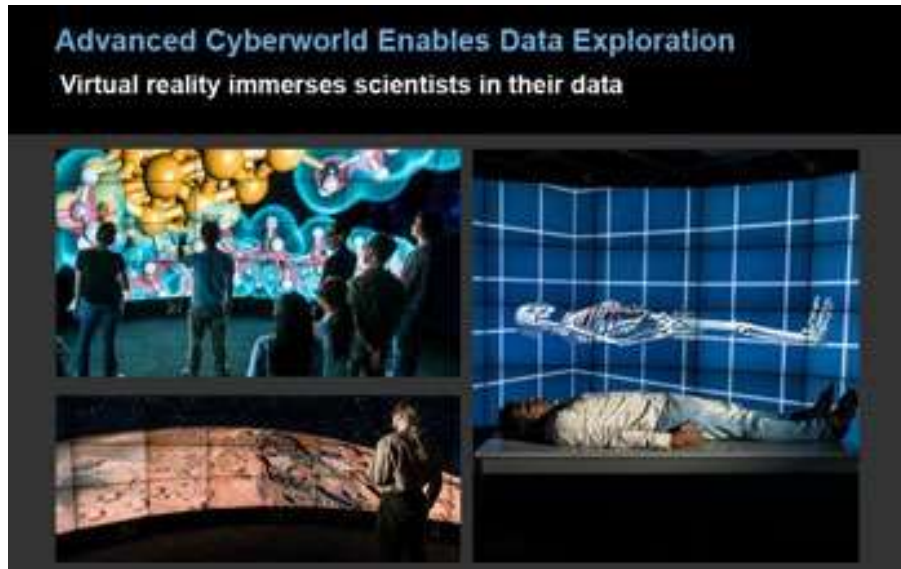 Advanced Cyberworld Enables Data Exploration
Virtual reality immerses scientists in their data